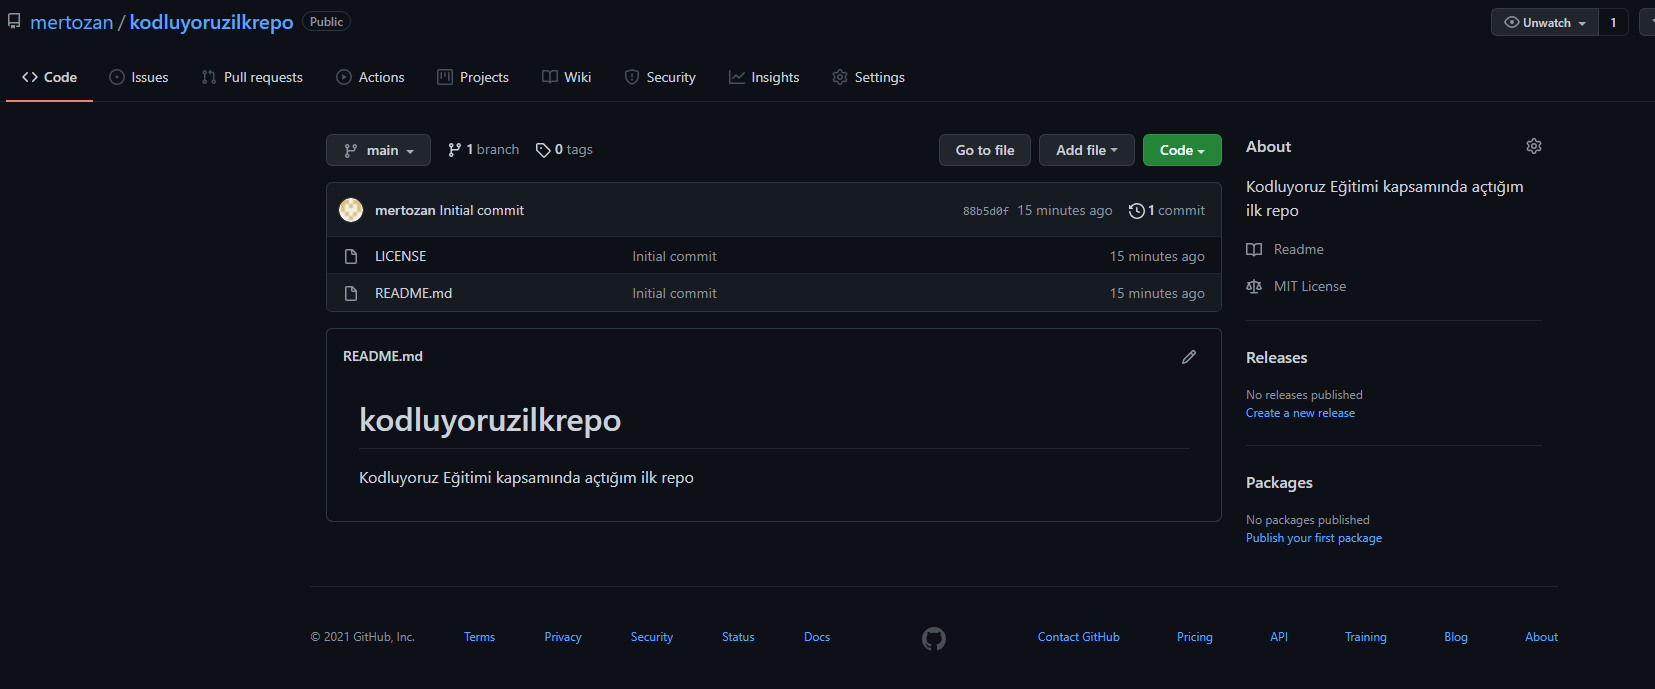 mertozan / kodluyoruzilkrepo Public Unwatch 1
Code Issues Pull requests Actions Projects Wiki Security Insights Settings
main 1 branch 0 tags Go to file Add file Code
mertozan Initial commit 88b5d0f 15 minutes ago 1 commit
LICENSE Initial commit 15 minutes ago
README.md Initial commit 15 minutes ago
README.md
kodluyoruzilkrepo
Kodluyoruz Eğitimi kapsamında açtığım ilk repo
About
Kodluyoruz Eğitimi kapsamında açtığım
ilk repo
Readme
MIT License
Releases
No releases published
Create a new release
Packages
No packages published
Publish your first package
© 2021 GitHub, Inc. Terms Privacy Security Status Docs Contact GitHub Pricing API Training Blog About